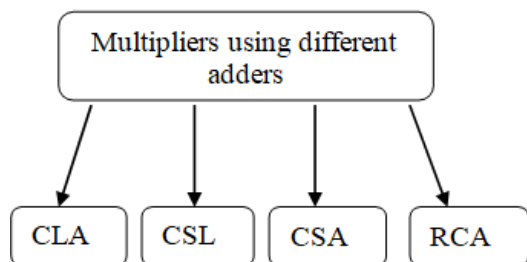 Multipliers using different
adders
CLA
CSL
CSA
RCA